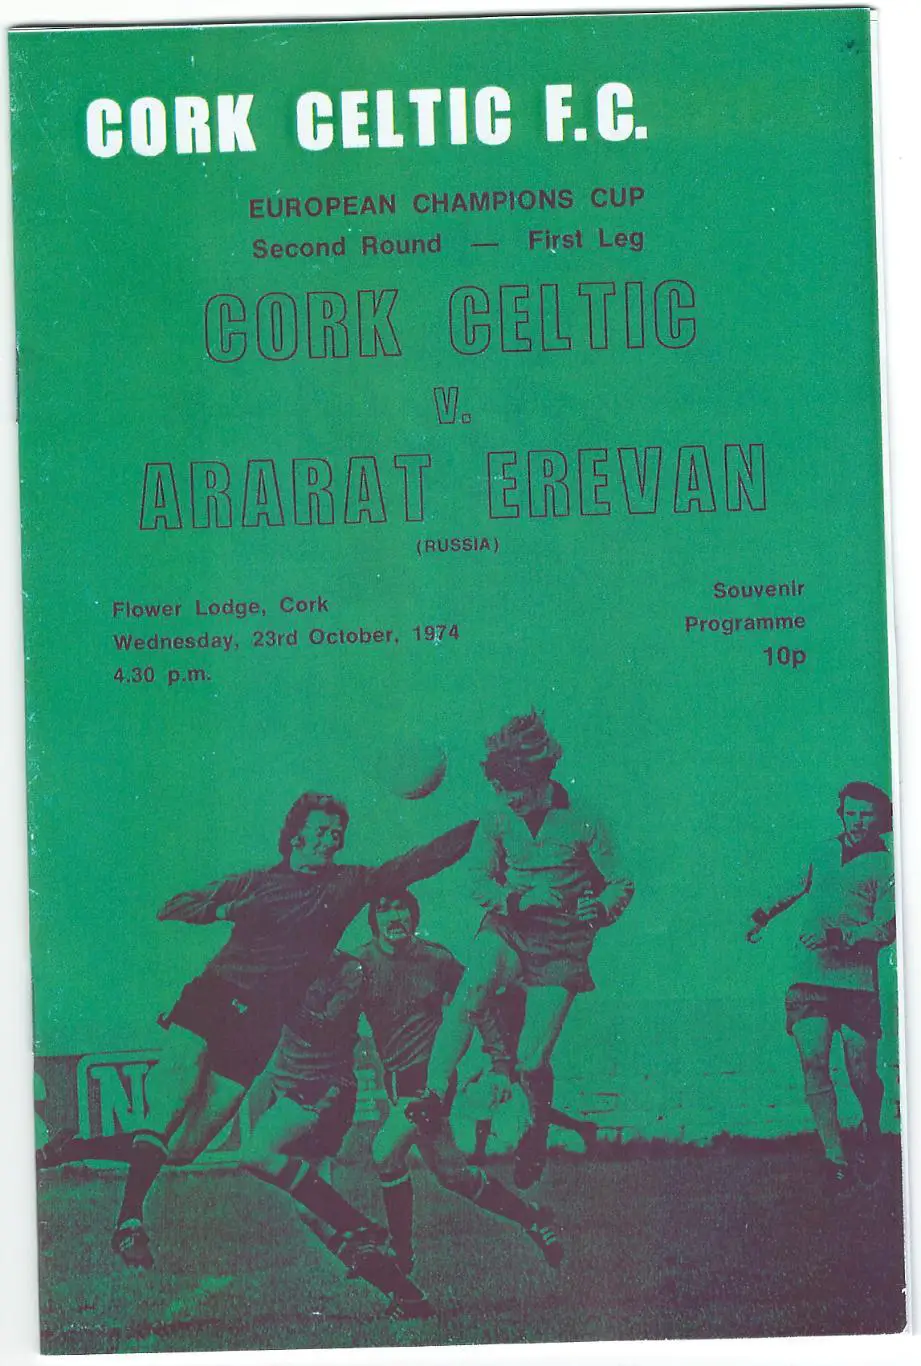 CORK CELTIC F.C.
EUROPEAN CHAMPIONS CUP
Second Round — First Leg
CORK CELTIC
V.
ARARAT EREVAN
(RUSSIA)
Flower Lodge, Cork
Wednesday, 23rd October, 1974
4.30 p.m.
Souvenir
Programme
10p
N